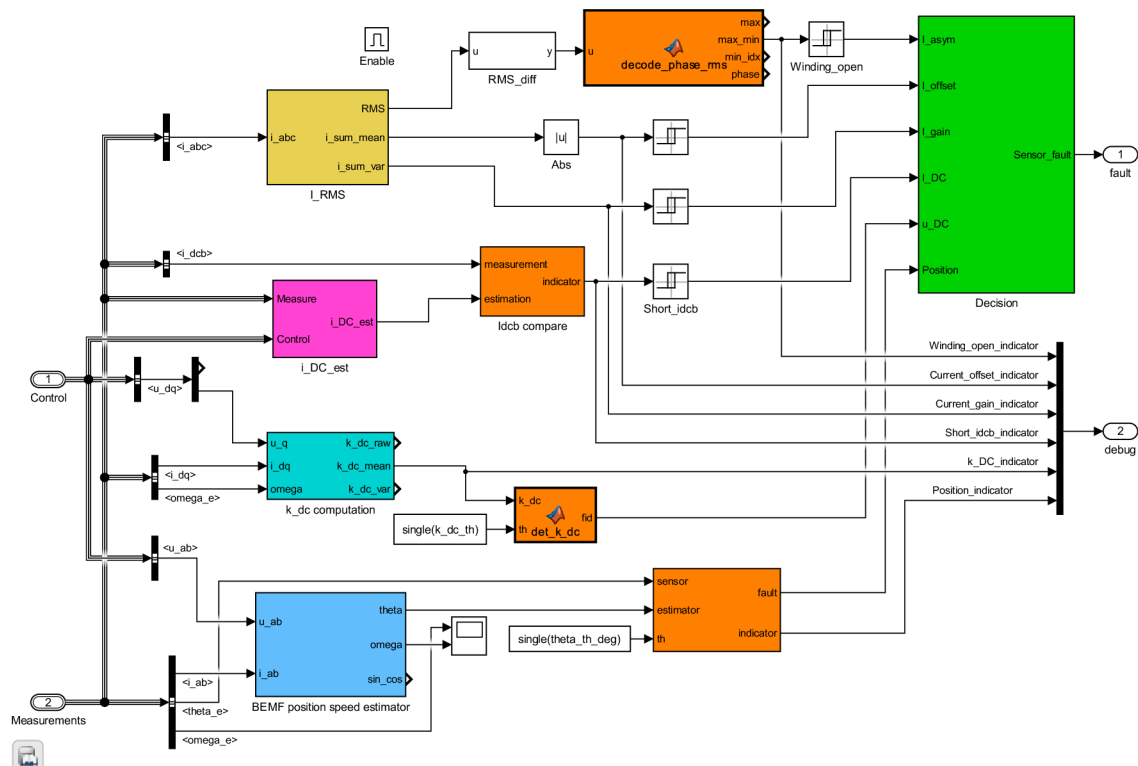 Enable
u
y
RMS_diff
u
decode_phase_rms
max
max_min
min_idx
phase
Winding_open
I_asym
I_offset
I_gain
I_DC
u_DC
Position
Sensor_fault
Decision
1
fault
<i_abc>
i_abc
RMS
i_sum_mean
i_sum_var
I_RMS
|u|
Abs
<i_dcb>
measurement
estimation
indicator
Idcb compare
Short_idcb
Measure
Control
i_DC_est
i_DC_est
1
Control
<u_dq>
u_q
i_dq
omega
k_dc_raw
k_dc_mean
k_dc_var
k_dc computation
<i_dq>
<omega_e>
k_dc
th
fid
det_k_dc
single(k_dc_th)
Winding_open_indicator
Current_offset_indicator
Current_gain_indicator
Short_idcb_indicator
k_DC_indicator
Position_indicator
2
debug
<u_ab>
u_ab
i_ab
theta
omega
sin_cos
BEMF position speed estimator
sensor
estimator
th
fault
indicator
single(theta_th_deg)
2
Measurements
<i_ab>
<theta_e>
<omega_e>